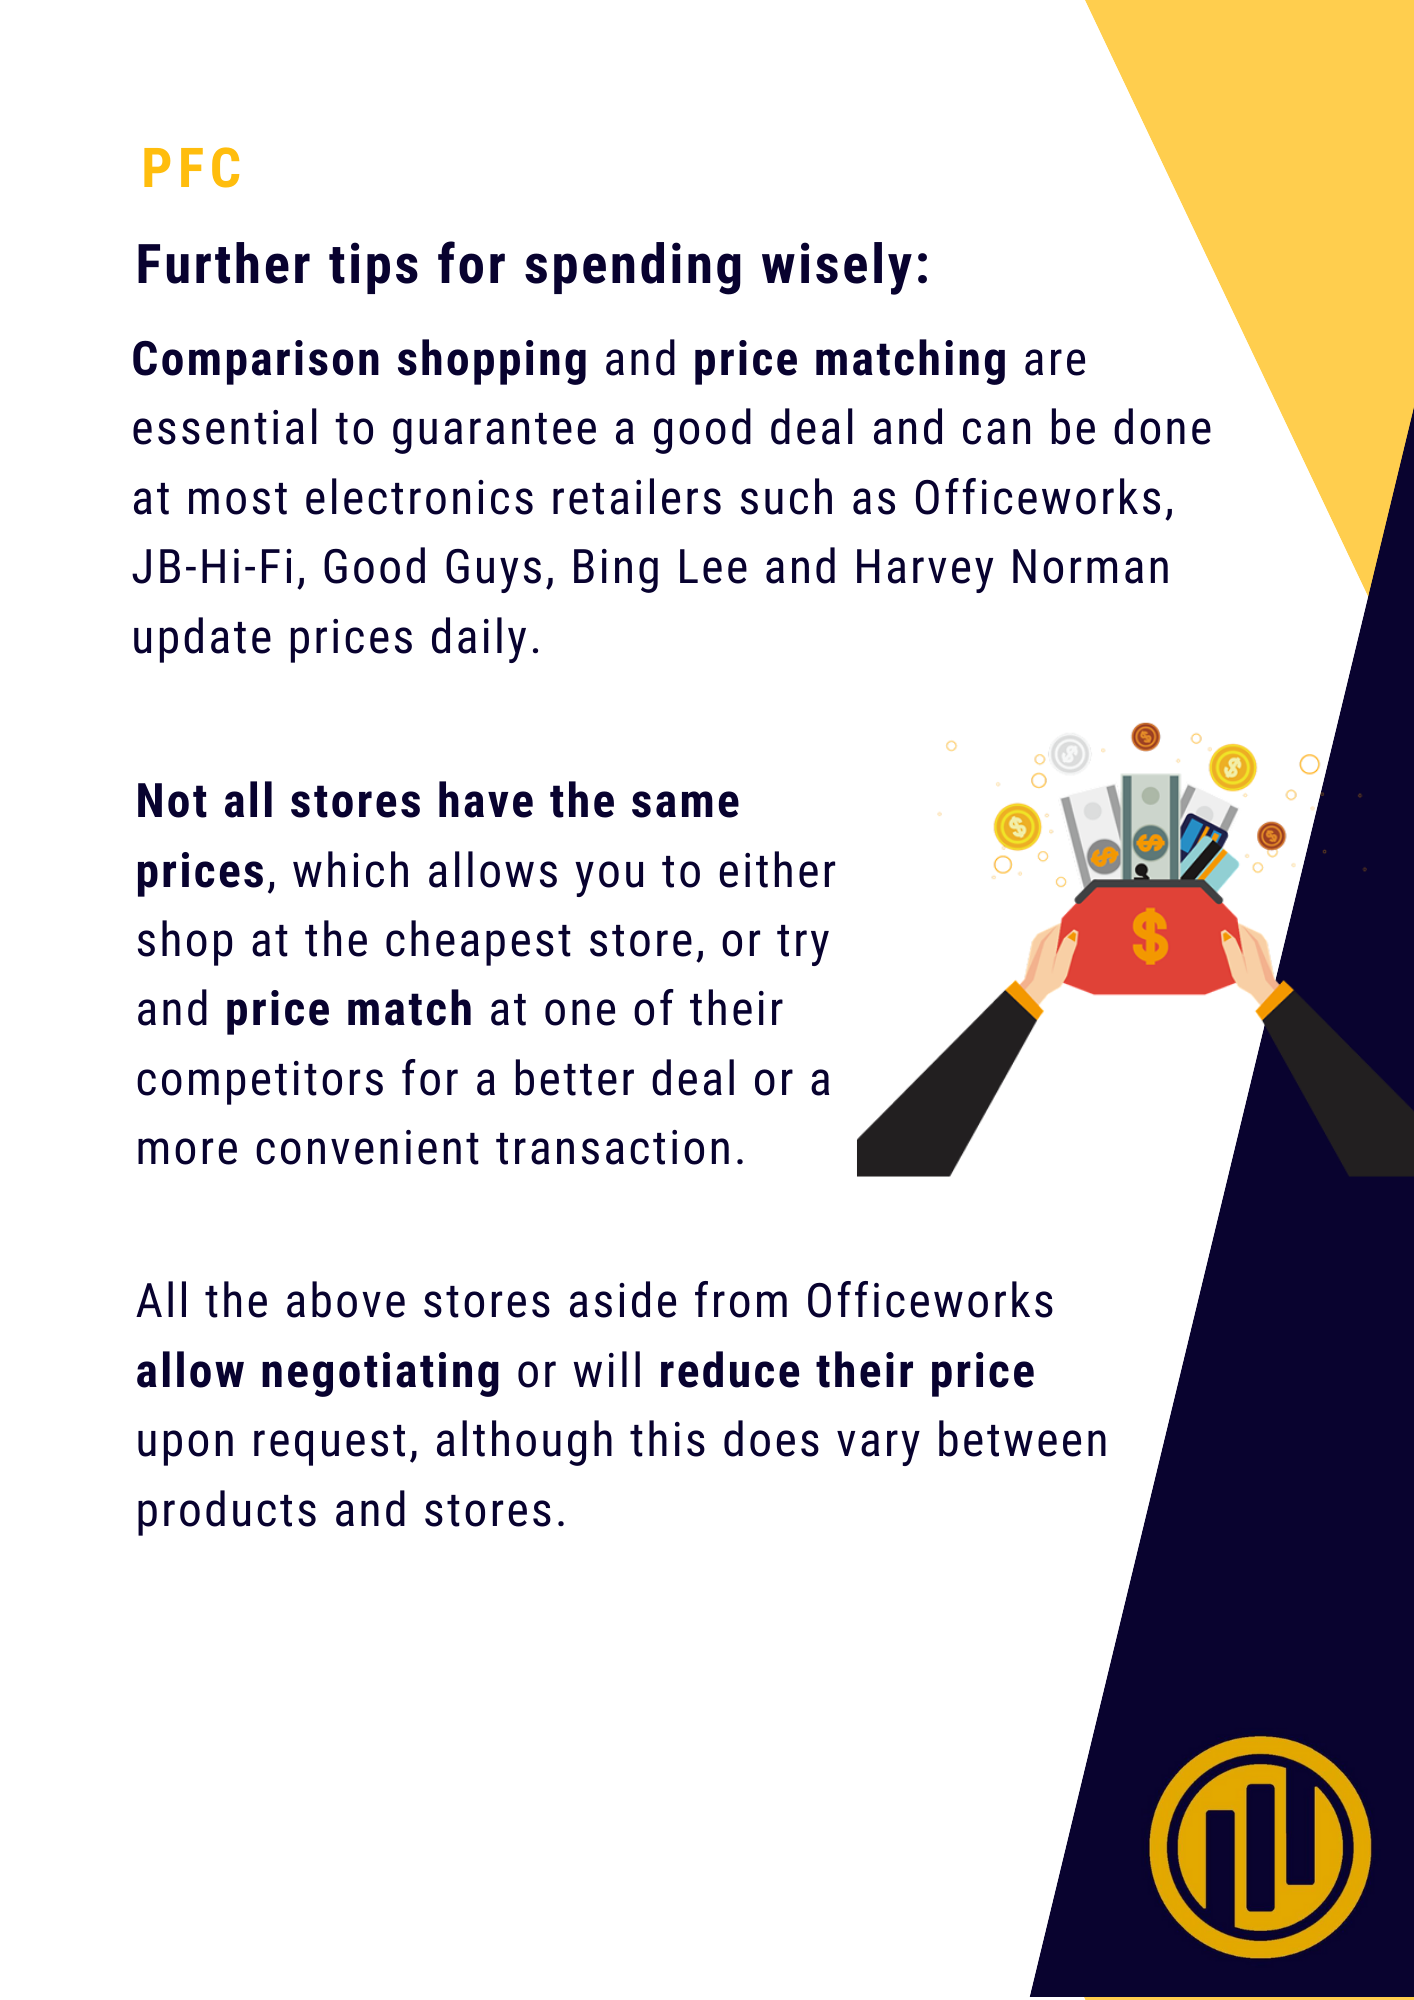 PFC
Further tips for spending wisely:
Comparison shopping and price matching are
essential to guarantee a good deal and can be done
at most electronics retailers such as Officeworks,
JB-Hi-Fi, Good Guys, Bing Lee and Harvey Norman
update prices daily.
Not all stores have the same
prices, which allows you to either
shop at the cheapest store, or try
and price match at one of their
competitors for a better deal or a
more convenient transaction.
All the above stores aside from Officeworks
allow negotiating or will reduce their price
upon request, although this does vary between
products and stores.